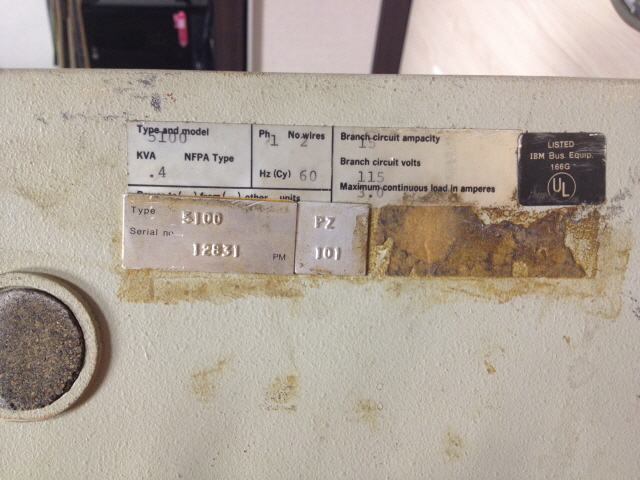 Type and model
5100
Ph No.wires
1 2
Branch circuit ampacity
15
KVA NFPA Type
.4
Hz (Cy) 60
Branch circuit volts
115
Maximum continuous load in amperes
3.0
other units
LISTED
IBM Bus Equip.
166G
UL
Type 5100
Serial no.
12831 PM
PZ
101